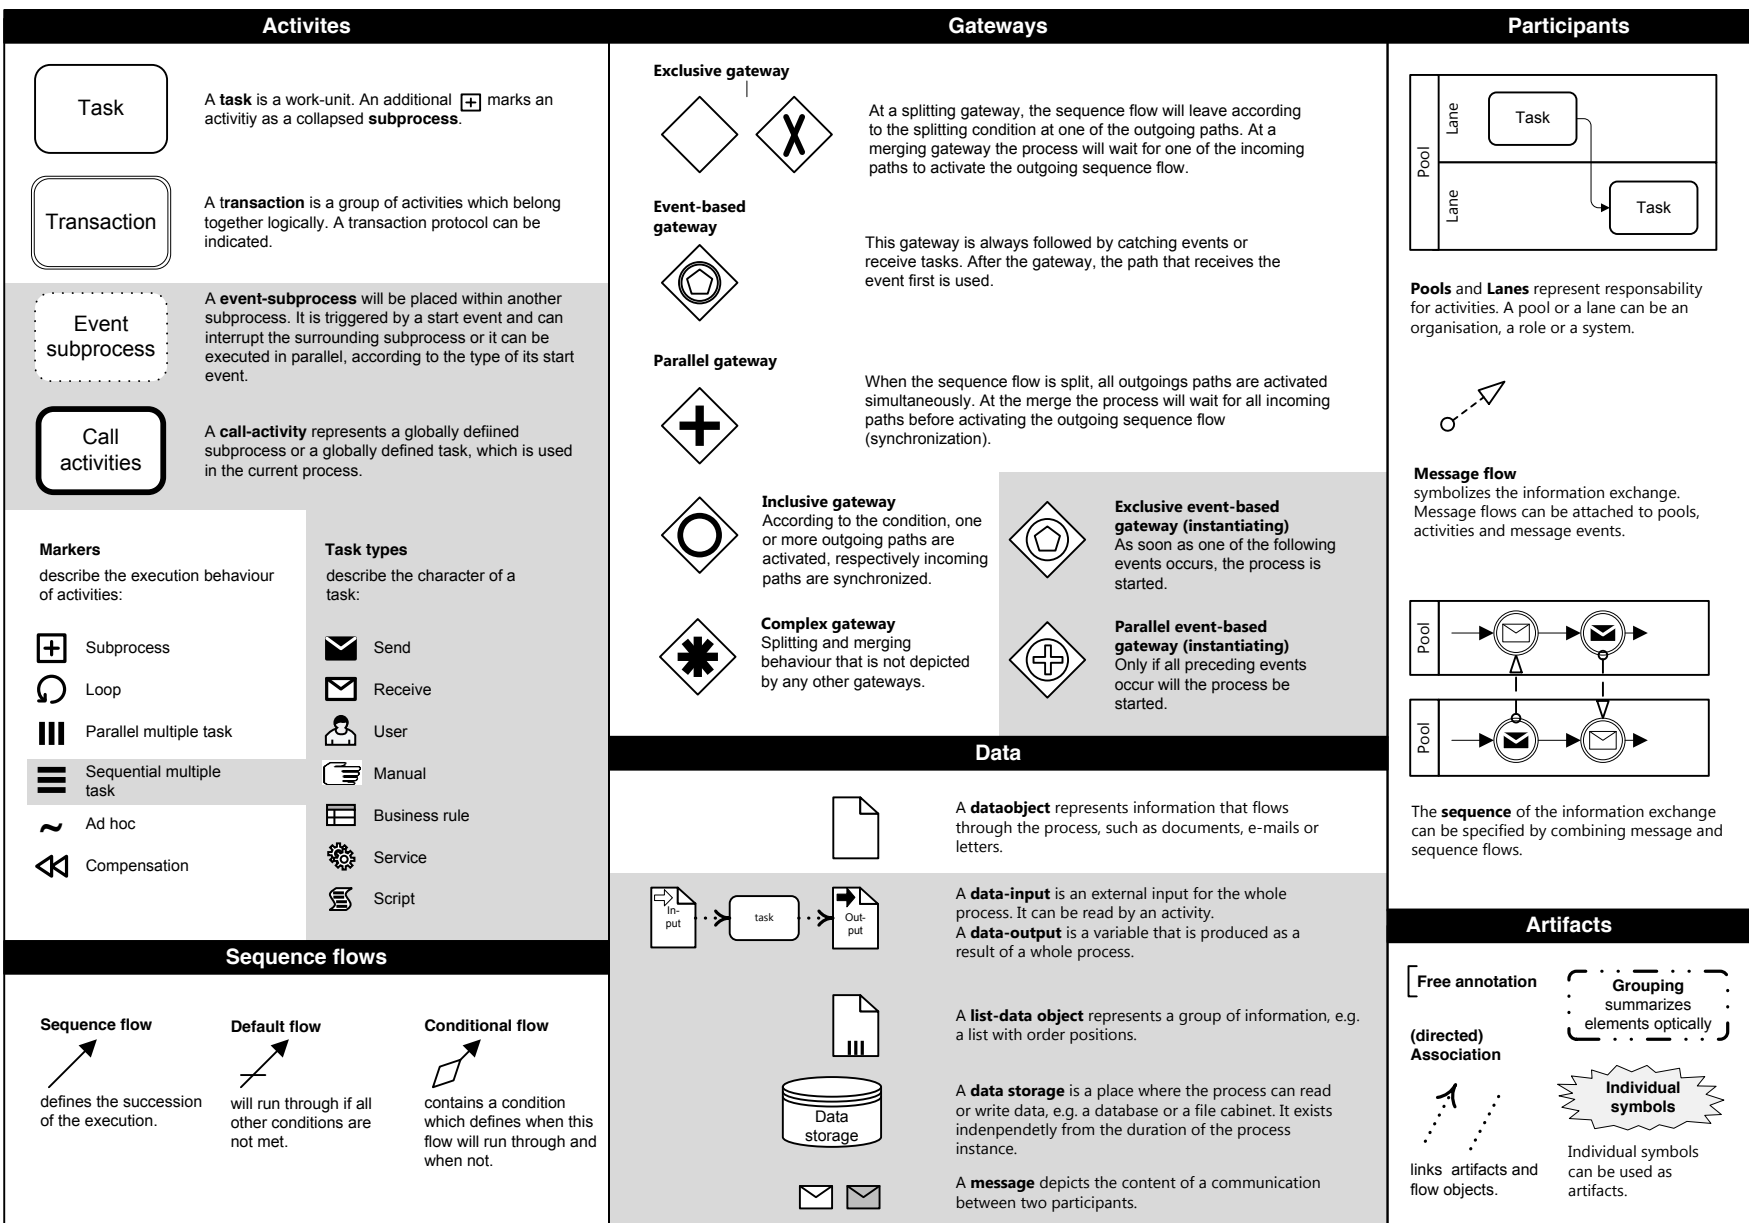 Activites
Task
A task is a work-unit. An additional marks an
activitiy as a collapsed subprocess.
Transaction
A transaction is a group of activities which belong
together logically. A transaction protocol can be
indicated.
Event
subprocess
A event-subprocess will be placed within another
subprocess. It is triggered by a start event and can
interrupt the surrounding subprocess or it can be
executed in parallel, according to the type of its start
event.
Call
activities
A call-activity represents a globally defiined
subprocess or a globally defined task, which is used
in the current process.
Markers
describe the execution behaviour
of activities:
Subprocess
Loop
Parallel multiple task
Sequential multiple
task
Ad hoc
Compensation
Task types
describe the character of a
task:
Send
Receive
User
Manual
Business rule
Service
Script
Sequence flows
Sequence flow
defines the succession
of the execution.
Default flow
will run through if all
other conditions are
not met.
Conditional flow
contains a condition
which defines when this
flow will run through and
when not.
Gateways
Exclusive gateway
X
At a splitting gateway, the sequence flow will leave according
to the splitting condition at one of the outgoing paths. At a
merging gateway the process will wait for one of the incoming
paths to activate the outgoing sequence flow.
Event-based
gateway
This gateway is always followed by catching events or
receive tasks. After the gateway, the path that receives the
event first is used.
Parallel gateway
When the sequence flow is split, all outgoings paths are activated
simultaneously. At the merge the process will wait for all incoming
paths before activating the outgoing sequence flow
(synchronization).
Inclusive gateway
According to the condition, one
or more outgoing paths are
activated, respectively incoming
paths are synchronized.
Complex gateway
Splitting and merging
behaviour that is not depicted
by any other gateways.
Exclusive event-based
gateway (instantiating)
As soon as one of the following
events occurs, the process is
started.
Parallel event-based
gateway (instantiating)
Only if all preceding events
occur will the process be
started.
Data
A dataobject represents information that flows
through the process, such as documents, e-mails or
letters.
In-
put
task
Out-
put
A data-input is an external input for the whole
process. It can be read by an activity.
A data-output is a variable that is produced as a
result of a whole process.
A list-data object represents a group of information, e.g.
a list with order positions.
Data
storage
A data storage is a place where the process can read
or write data, e.g. a database or a file cabinet. It exists
indenpendetly from the duration of the process
instance.
A message depicts the content of a communication
between two participants.
Participants
Pool
Lane
Task
Lane
Task
Pools and Lanes represent responsability
for activities. A pool or a lane can be an
organisation, a role or a system.
Message flow
symbolizes the information exchange.
Message flows can be attached to pools,
activities and message events.
Pool
Pool
The sequence of the information exchange
can be specified by combining message and
sequence flows.
Artifacts
Free annotation
Grouping
summarizes
elements optically
(directed)
Association
links artifacts and
flow objects.
Individual
symbols
Individual symbols
can be used as
artifacts.